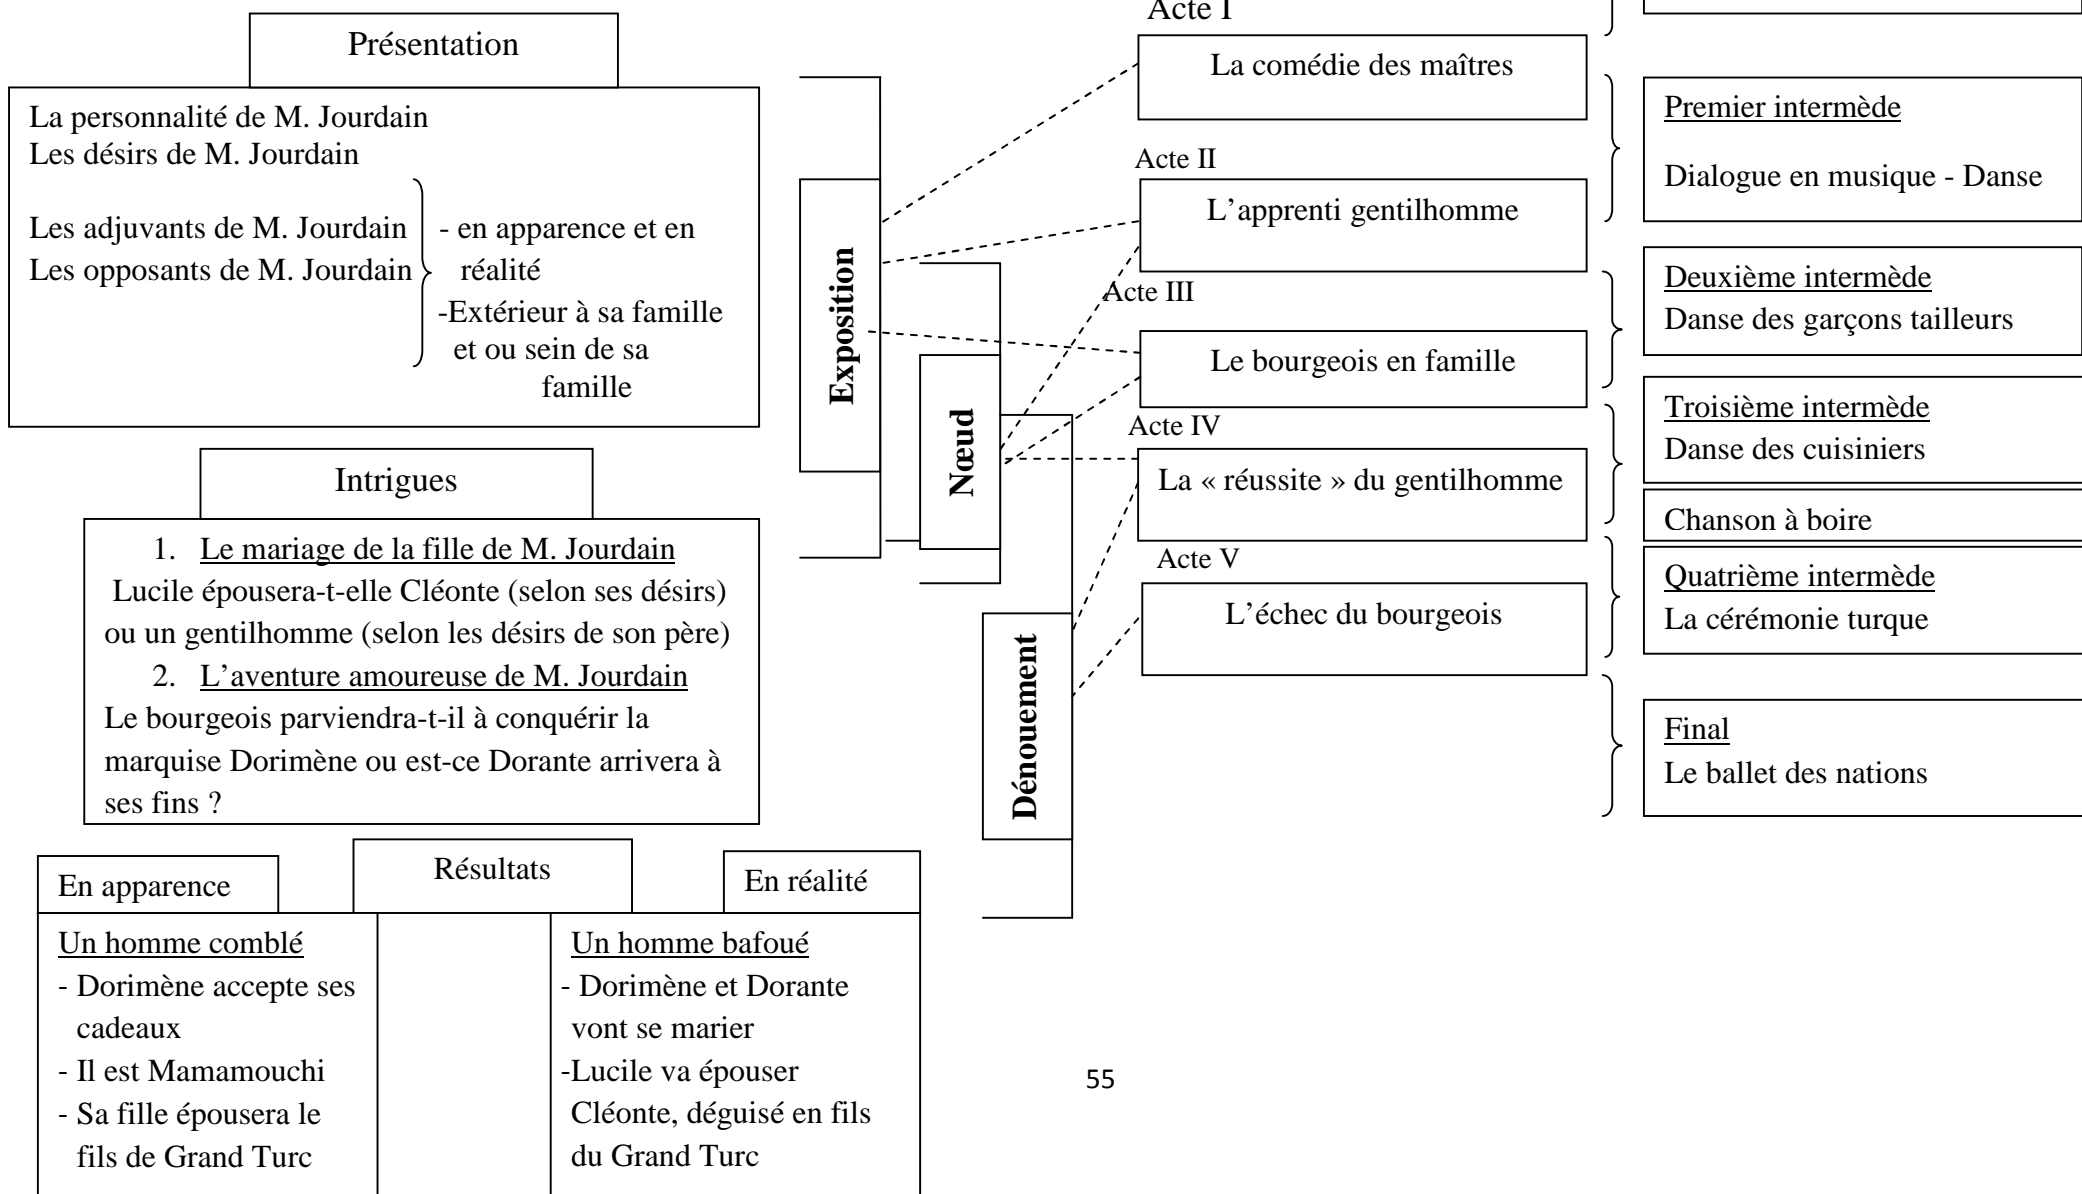 Présentation
La personnalité de M. Jourdain
Les désirs de M. Jourdain
Les adjuvants de M. Jourdain
Les opposants de M. Jourdain
- en apparence et en
réalité
-Extérieur à sa famille
et ou sein de sa
famille
Intrigues
1. Le mariage de la fille de M. Jourdain
Lucile épousera-t-elle Cléonte (selon ses désirs)
ou un gentilhomme (selon les désirs de son père)
2. L'aventure amoureuse de M. Jourdain
Le bourgeois parviendra-t-il à conquérir la
marquise Dorimène ou est-ce Dorante arrivera à
ses fins ?
Résultats
En apparence
Un homme comblé
- Dorimène accepte ses
cadeaux
- Il est Mamamouchi
- Sa fille épousera le
fils de Grand Turc
En réalité
Un homme bafoué
- Dorimène et Dorante
vont se marier
-Lucile va épouser
Cléonte, déguisé en fils
du Grand Turc
Exposition
Nœud
Dénouement
Acte I
La comédie des maîtres
Acte II
L'apprenti gentilhomme
Acte III
Le bourgeois en famille
Acte IV
La « réussite » du gentilhomme
Acte V
L'échec du bourgeois
Premier intermède
Dialogue en musique - Danse
Deuxième intermède
Danse des garçons tailleurs
Troisième intermède
Danse des cuisiniers
Chanson à boire
Quatrième intermède
La cérémonie turque
Final
Le ballet des nations
55